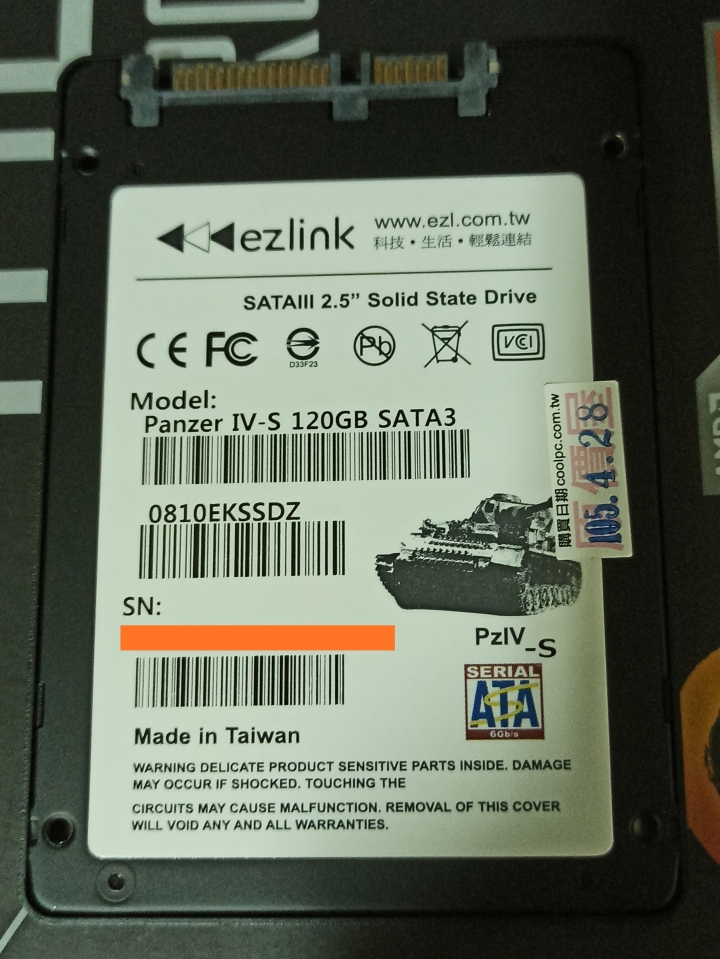 ezlink
www.ezl.com.tw
科技・生活・輕鬆連結
SATAIII 2.5” Solid State Drive
CE FC D33F23 Pb VCI
Model:
Panzer IV-S 120GB SATA3
0810EKSSDZ
SN:
PzIV-S
SERIAL
ATA
6Gb/s
Made in Taiwan
WARNING DELICATE PRODUCT SENSITIVE PARTS INSIDE. DAMAGE
MAY OCCUR IF SHOCKED. TOUCHING THE
CIRCUITS MAY CAUSE MALFUNCTION. REMOVAL OF THIS COVER
WILL VOID ANY AND ALL WARRANTIES.
購買日期 coolpc.com.tw
原價屋
105.4.28